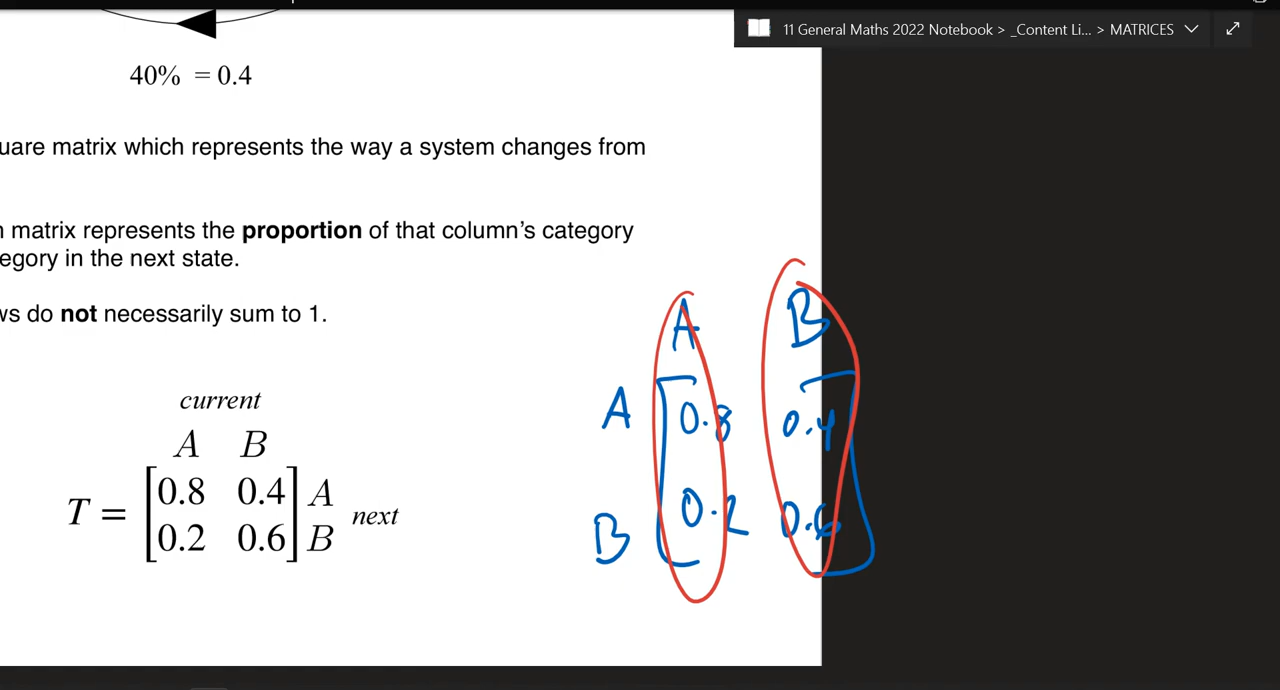 11 General Maths 2022 Notebook > _Content Li... > MATRICES
40% = 0.4
uare matrix which represents the way a system changes from
matrix represents the proportion of that column's category
egory in the next state.
ws do not necessarily sum to 1.
A B
A 0.8 0.4
B 0.2 0.6
current
A B
T = [0.8 0.4] A
[0.2 0.6] B
next